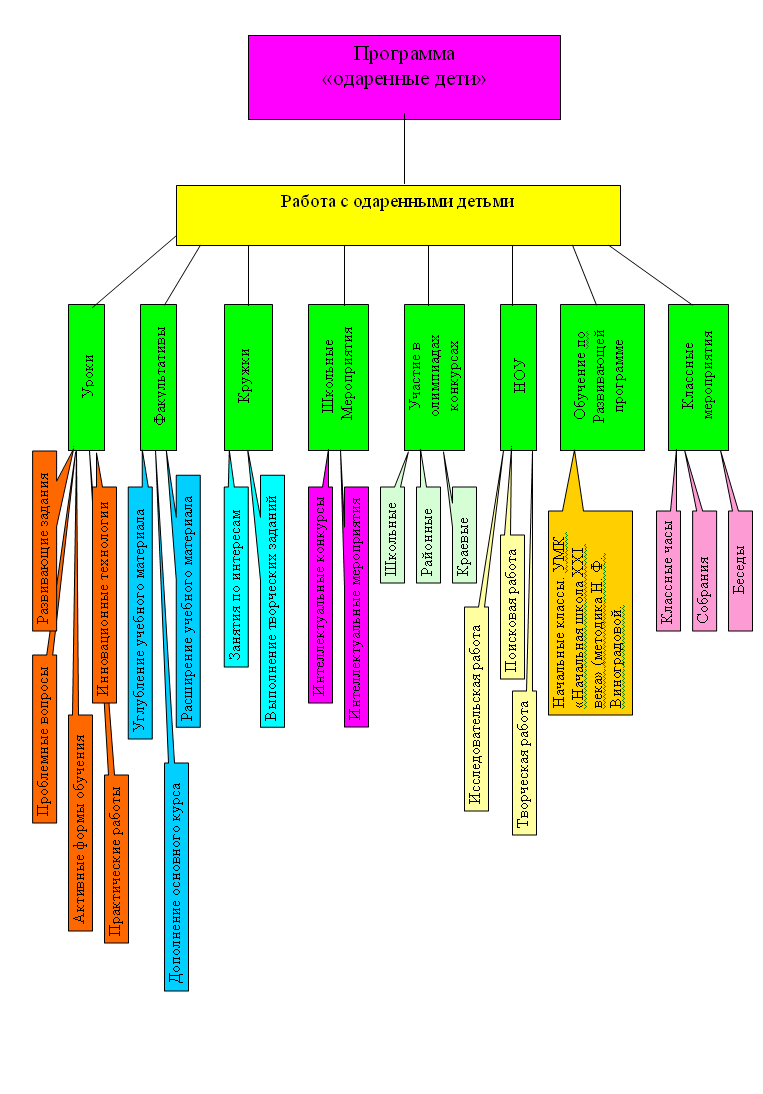 Программа
«одаренные дети»
Работа с одаренными детьми
Уроки
Факультативы
Кружки
Школьные
Мероприятия
Участие в
олимпиадах
конкурсах
НОУ
Обучение по
Развивающей
программе
Классные
мероприятия
Развивающие задания
Проблемные вопросы
Активные формы обучения
Инновационные технологии
Практические работы
Углубление учебного материала
Дополнение основного курса
Расширение учебного материала
Занятия по интересам
Выполнение творческих заданий
Интеллектуальные конкурсы
Интеллектуальные мероприятия
Школьные
Районные
Краевые
Исследовательская работа
Поисковая работа
Творческая работа
Начальные классы. УМК
«Начальная школа XXI
века» (методика Н. Ф.
Виноградовой
Классные часы
Собрания
Беседы